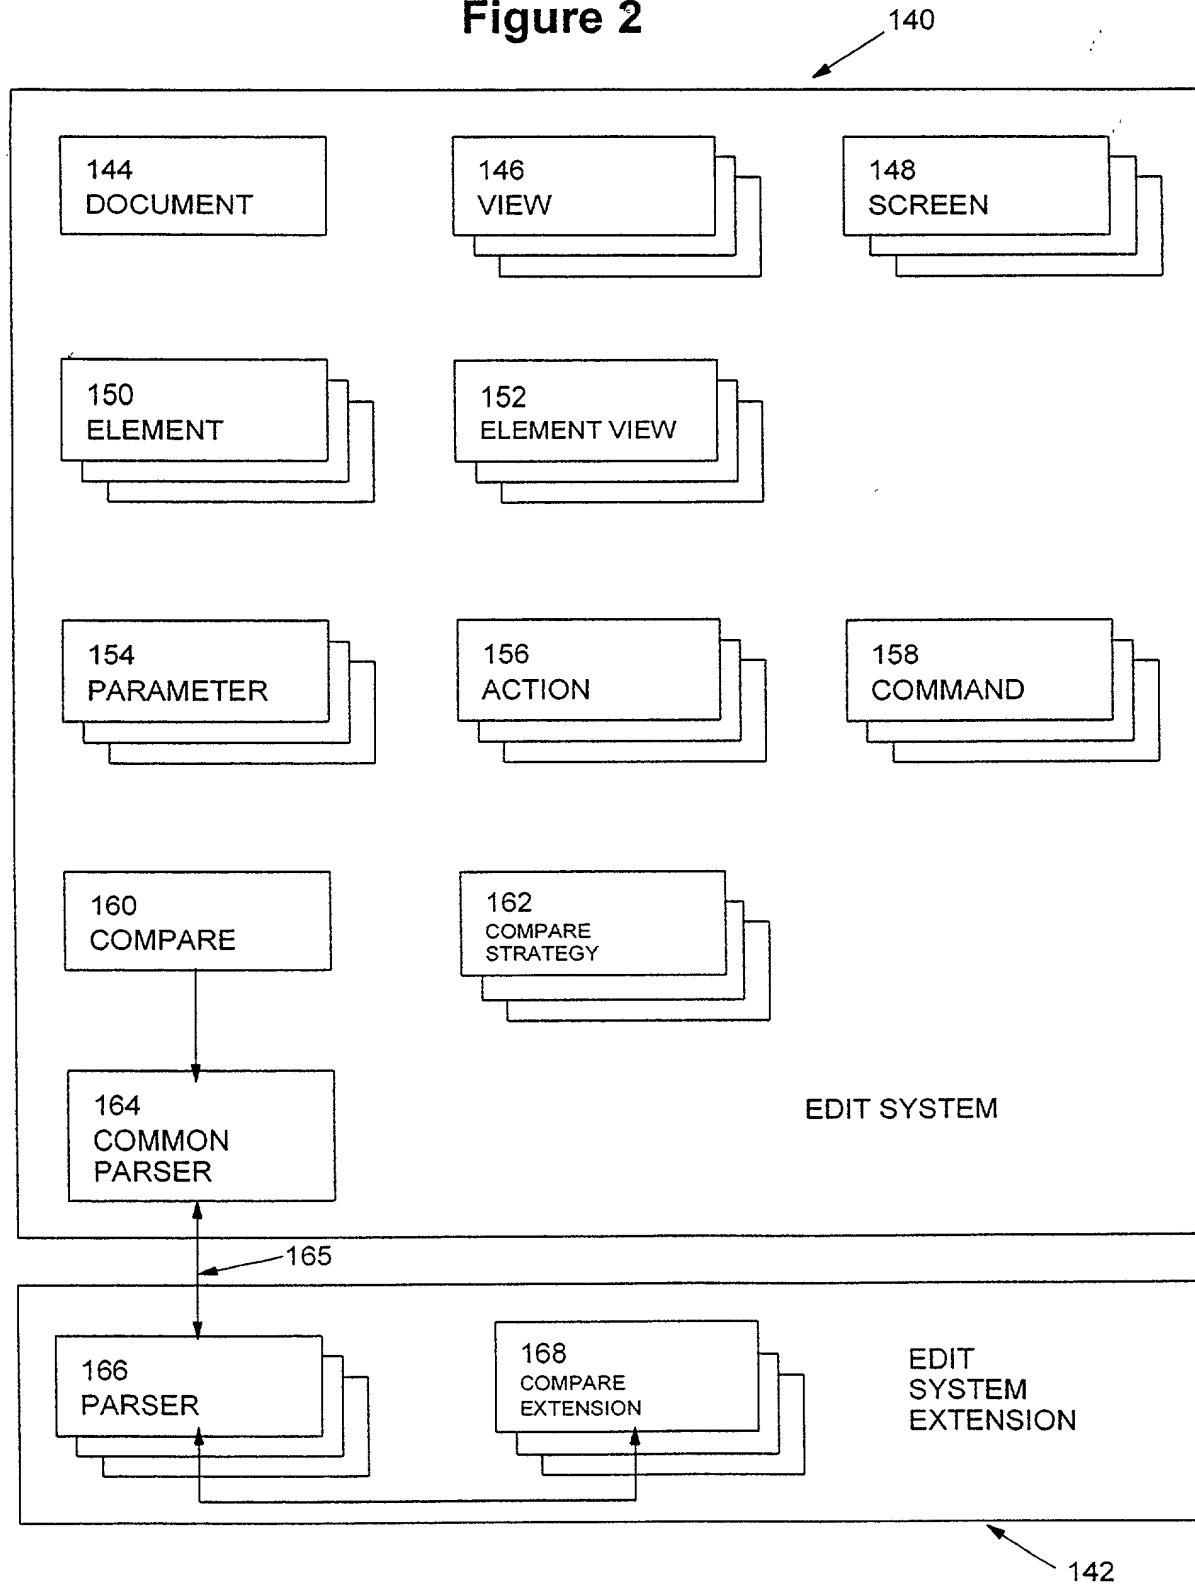 Figure 2
140
144
DOCUMENT
146
VIEW
148
SCREEN
150
ELEMENT
152
ELEMENT VIEW
154
PARAMETER
156
ACTION
158
COMMAND
160
COMPARE
162
COMPARE
STRATEGY
164
COMMON
PARSER
EDIT SYSTEM
165
166
PARSER
168
COMPARE
EXTENSION
EDIT
SYSTEM
EXTENSION
142